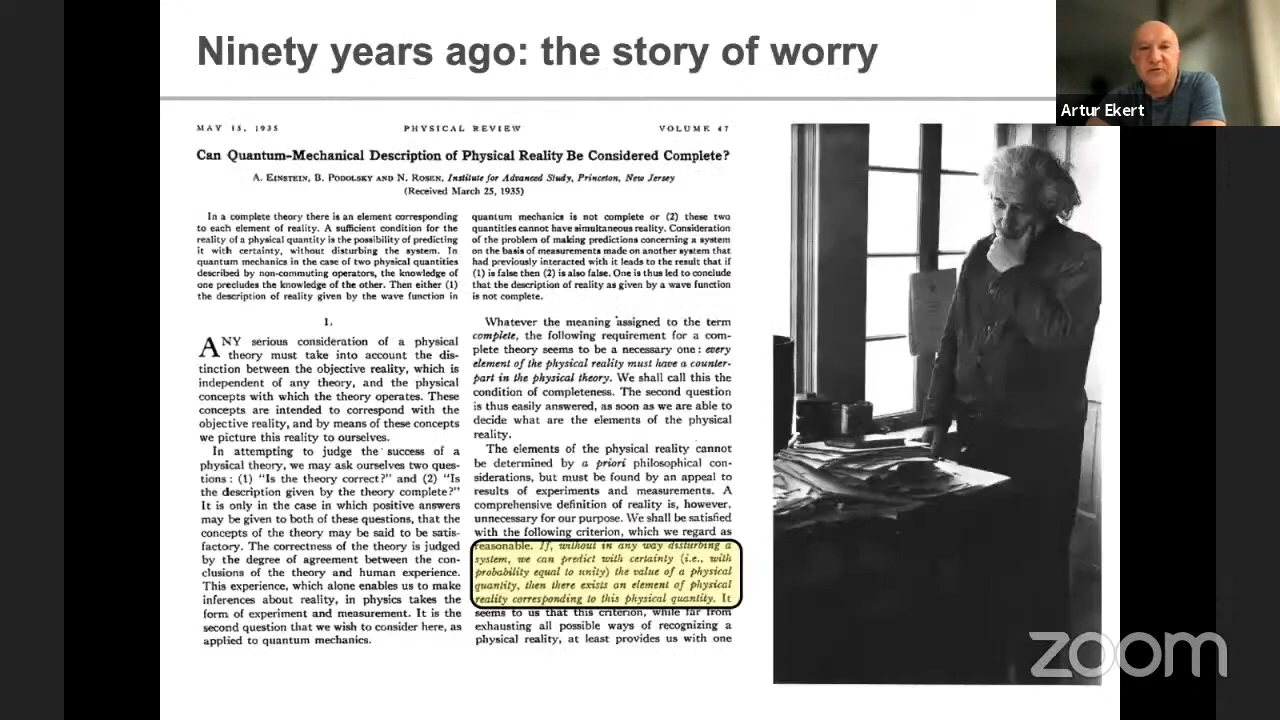 Ninety years ago: the story of worry
Artur Ekert
MAY 15, 1935 PHYSICAL REVIEW VOLUME 47
Can Quantum-Mechanical Description of Physical Reality Be Considered Complete?
A. EINSTEIN, B. PODOLSKY AND N. ROSEN, Institute for Advanced Study, Princeton, New Jersey
(Received March 25, 1935)
In a complete theory there is an element corresponding
to each element of reality. A sufficient condition for the
reality of a physical quantity is the possibility of predicting
it with certainty, without disturbing the system. In
quantum mechanics in the case of two physical quantities
described by non-commuting operators, the knowledge of
one precludes the knowledge of the other. Then either (1)
the description of reality given by the wave function in
quantum mechanics is not complete or (2) these two
quantities cannot have simultaneous reality. Consideration
of the problem of making predictions concerning a system
on the basis of measurements made on another system that
had previously interacted with it leads to the result that if
(1) is false then (2) is also false. One is thus led to conclude
that the description of reality as given by a wave function
is not complete.
1.
ANY serious consideration of a physical
theory must take into account the dis-
tinction between the objective reality, which is
independent of any theory, and the physical
concepts with which the theory operates. These
concepts are intended to correspond with the
objective reality, and by means of these concepts
we picture this reality to ourselves.
In attempting to judge the success of a
physical theory, we may ask ourselves two ques-
tions: (1) "Is the theory correct?" and (2) "Is
the description given by the theory complete?"
It is only in the case in which positive answers
may be given to both of these questions, that the
concepts of the theory may be said to be satis-
factory. The correctness of the theory is judged
by the degree of agreement between the con-
clusions of the theory and human experience.
This experience, which alone enables us to make
inferences about reality, in physics takes the
form of experiment and measurement. It is the
second question that we wish to consider here, as
applied to quantum mechanics.
Whatever the meaning assigned to the term
complete, the following requirement for a com-
plete theory seems to be a necessary one: every
element of the physical reality must have a counter-
part in the physical theory. We shall call this the
condition of completeness. The second question
is thus easily answered, as soon as we are able to
decide what are the elements of the physical
reality.
The elements of the physical reality cannot
be determined by a priori philosophical con-
siderations, but must be found by an appeal to
results of experiments and measurements. A
comprehensive definition of reality is, however,
unnecessary for our purpose. We shall be satisfied
with the following criterion, which we regard as
reasonable. If, without in any way disturbing a
system, we can predict with certainty (i.e., with
probability equal to unity) the value of a physical
quantity, then there exists an element of physical
reality corresponding to this physical quantity. It
seems to us that this criterion, while far from
exhausting all possible ways of recognizing a
physical reality, at least provides us with one
zoom